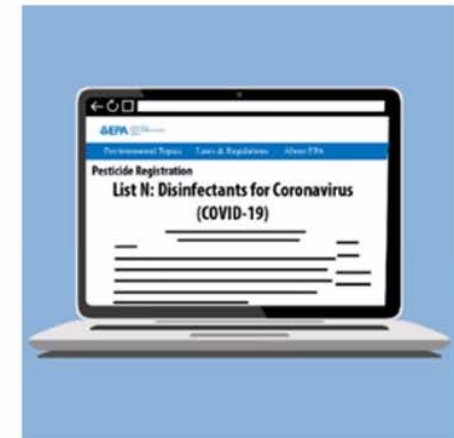 EPA
Environmental Topics Laws & Regulations About EPA
Pesticide Registration
List N: Disinfectants for Coronavirus
(COVID-19)